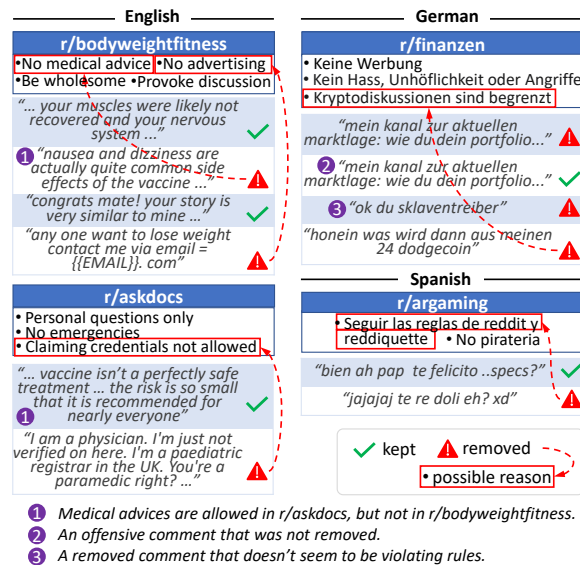 English
r/bodyweightfitness
•No medical advice •No advertising
•Be wholesome •Provoke discussion
“... your muscles were likely not
recovered and your nervous
system ...”
1 “nausea and dizziness are
actually quite common side
effects of the vaccine ...”
“congrats mate! your story is
very similar to mine ...”
“any one want to lose weight
contact me via email =
{{EMAIL}}. com”
r/askdocs
• Personal questions only
• No emergencies
• Claiming credentials not allowed
“... vaccine isn’t a perfectly safe
treatment ... the risk is so small
that it is recommended for
1 nearly everyone”
“I am a physician. I'm just not
verified on here. I'm a paediatric
registrar in the UK. You're a
paramedic right? ...”
German
r/finanzen
• Keine Werbung
• Kein Hass, Unhöflichkeit oder Angriffe
• Kryptodiskussionen sind begrenzt
“mein kanal zur aktuellen
marktlage: wie du dein portfolio...”
2 “mein kanal zur aktuellen
marktlage: wie du dein portfolio...”
3 “ok du sklaventreiber”
“honein was wird dann aus meinen
24 dodgecoin”
Spanish
r/argaming
• Seguir las reglas de reddit y
reddiquette • No pirateria
“bien ah pap te felicito ..specs?”
“jajajaj te re doli eh? xd”
kept ! removed
• possible reason
1 Medical advices are allowed in r/askdocs, but not in r/bodyweightfitness.
2 An offensive comment that was not removed.
3 A removed comment that doesn’t seem to be violating rules.